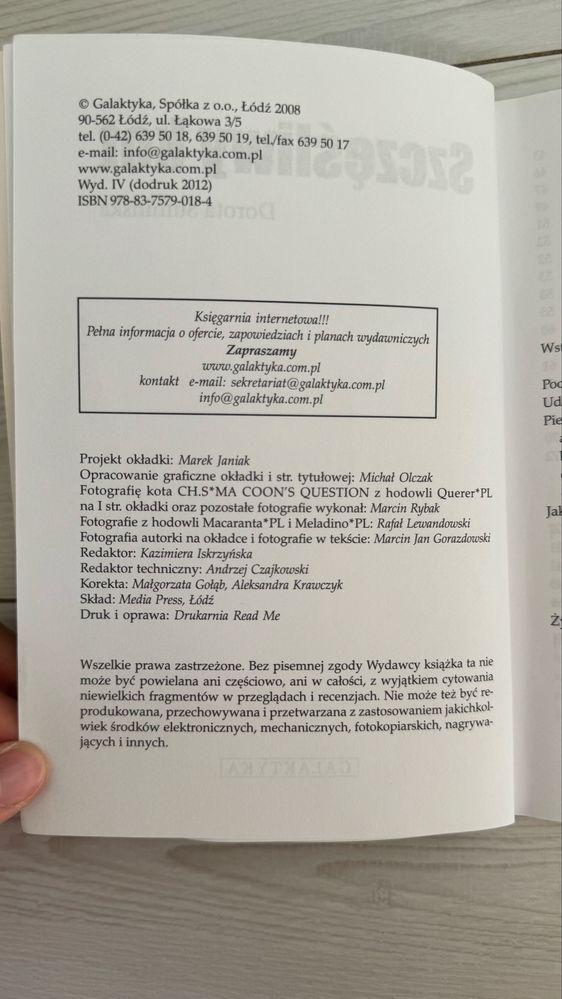 © Galaktyka, Spółka z o.o., Łódź 2008
90-562 Łódź, ul. Łąkowa 3/5
tel. (0-42) 639 50 18, 639 50 19, tel./fax 639 50 17
e-mail: info@galaktyka.com.pl
www.galaktyka.com.pl
Wyd. IV (dodruk 2012)
ISBN 978-83-7579-018-4
Księgarnia internetowa!!!
Pełna informacja o ofercie, zapowiedziach i planach wydawniczych
Zapraszamy
www.galaktyka.com.pl
kontakt e-mail: sekretariat@galaktyka.com.pl
info@galaktyka.com.pl
Projekt okładki: Marek Janiak
Opracowanie graficzne okładki i str. tytułowej: Michał Olczak
Fotografię kota CH.S*MA COON'S QUESTION z hodowli Querer*PL
na I str. okładki oraz pozostałe fotografie wykonał: Marcin Rybak
Fotografie z hodowli Macaranta*PL i Meladino*PL: Rafał Lewandowski
Fotografia autorki na okładce i fotografie w tekście: Marcin Jan Gorazdowski
Redaktor: Kazimiera Iskrzyńska
Redaktor techniczny: Andrzej Czajkowski
Korekta: Małgorzata Gołąb, Aleksandra Krawczyk
Skład: Media Press, Łódź
Druk i oprawa: Drukarnia Read Me
Wszelkie prawa zastrzeżone. Bez pisemnej zgody Wydawcy książka ta nie
może być powielana ani częściowo, ani w całości, z wyjątkiem cytowania
niewielkich fragmentów w przeglądach i recenzjach. Nie może też być re-
produkowana, przechowywana i przetwarzana z zastosowaniem jakichkol-
wiek środków elektronicznych, mechanicznych, fotokopiarskich, nagrywa-
jących i innych.
GALAKTYKA